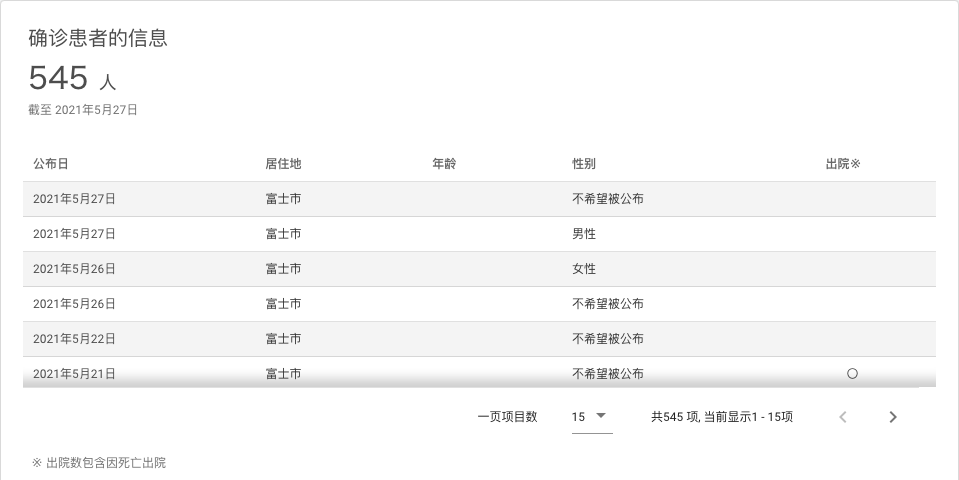 确诊患者的信息
545 人
截至 2021年5月27日
公布日 居住地 年龄 性别 出院※
2021年5月27日 富士市 不希望被公布
2021年5月27日 富士市 男性
2021年5月26日 富士市 女性
2021年5月26日 富士市 不希望被公布
2021年5月22日 富士市 不希望被公布
2021年5月21日 富士市 不希望被公布 ○
一页项目数 15 共545 项, 当前显示1 - 15项
※ 出院数包含因死亡出院